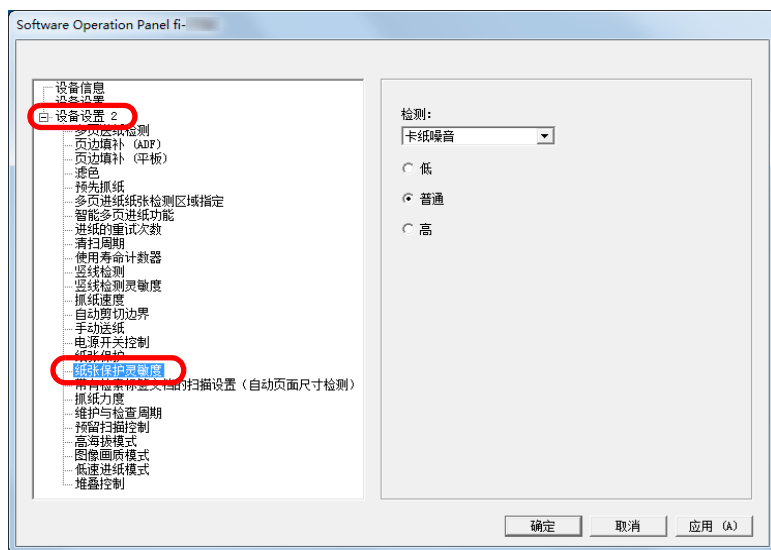 Software Operation Panel fi-
设备信息
设备设置
设备设置 2
多页送纸检测
页边填补 (ADF)
页边填补 (平板)
滤色
预先抓纸
多页进纸纸张检测区域指定
智能多页进纸功能
进纸的重试次数
清扫周期
使用寿命计数器
竖线检测
竖线检测灵敏度
抓纸速度
自动剪切边界
手动送纸
电源开关控制
纸张保护
纸张保护灵敏度
带有检索标签文档的扫描设置(自动页面尺寸检测)
抓纸力度
维护与检查周期
预留扫描控制
高海拔模式
图像画质模式
低速进纸模式
堆叠控制
检测:
卡纸噪音
低
普通
高
确定 取消 应用 (A)